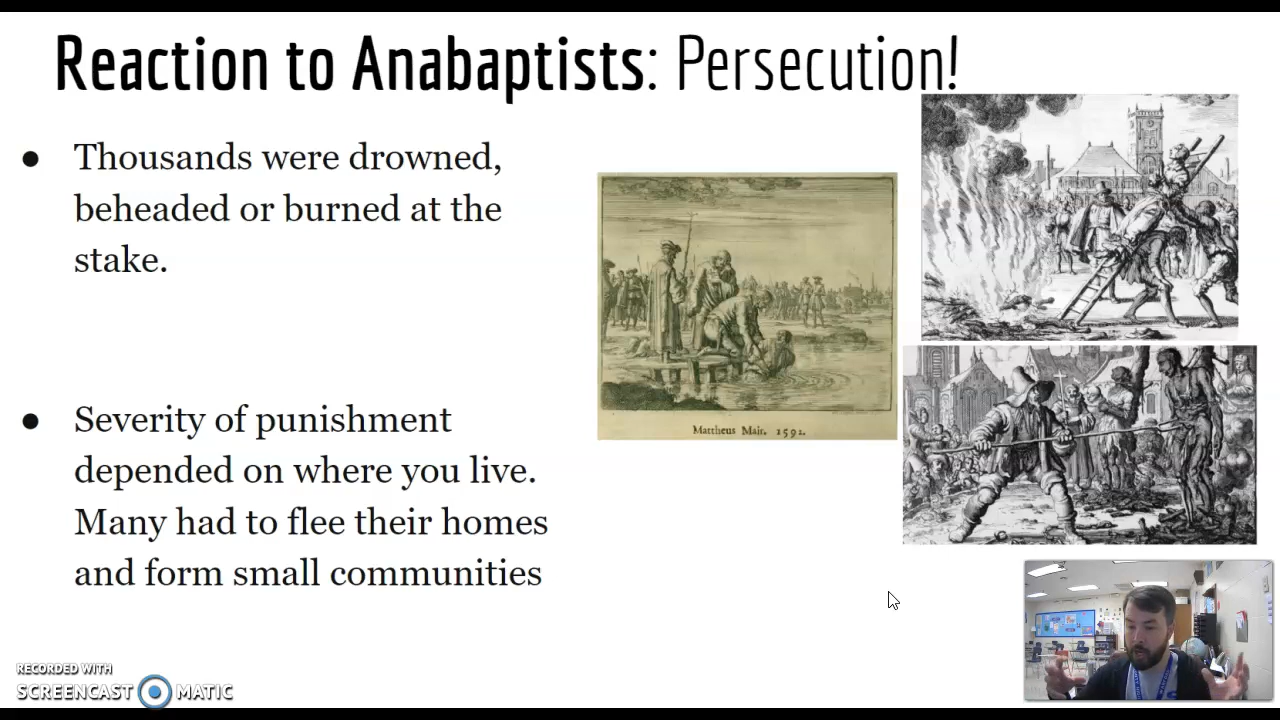 Reaction to Anabaptists: Persecution!
● Thousands were drowned,
beheaded or burned at the
stake.
● Severity of punishment
depended on where you live.
Many had to flee their homes
and form small communities
Mattheus Mair. 1592.
RECORDED WITH
SCREENCAST MATIC